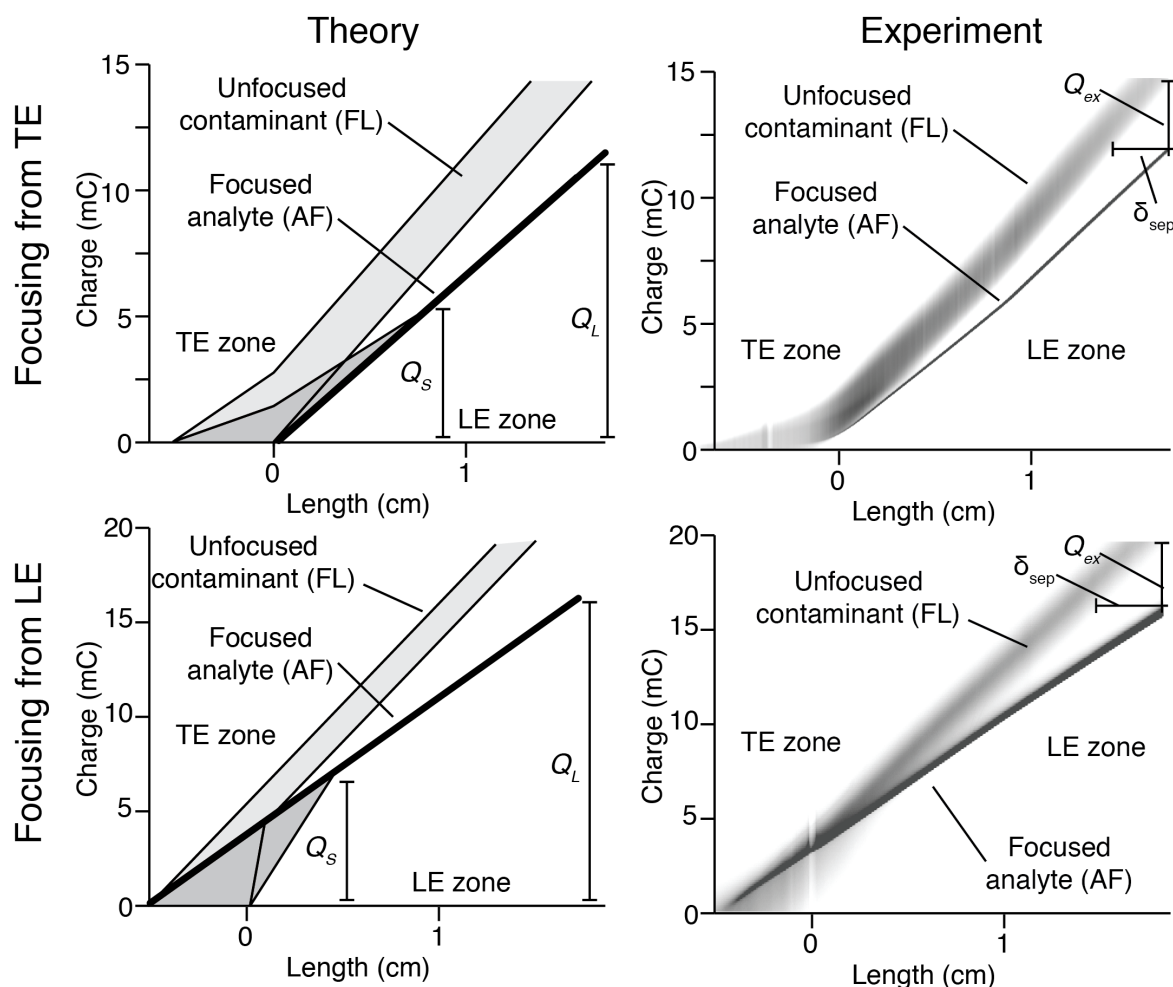 Theory
Experiment
Focusing from TE
15
10
5
0
Charge (mC)
Unfocused
contaminant (FL)
Focused
analyte (AF)
TE zone
Q_S
Q_L
LE zone
0
1
Length (cm)
15
10
5
0
Charge (mC)
Unfocused
contaminant (FL)
Focused
analyte (AF)
Q_ex
δ_sep
TE zone
LE zone
0
1
Length (cm)
Focusing from LE
20
15
10
5
0
Charge (mC)
Unfocused
contaminant (FL)
Focused
analyte (AF)
TE zone
Q_L
Q_S
LE zone
0
1
Length (cm)
20
15
10
5
0
Charge (mC)
Q_ex
δ_sep
Unfocused
contaminant (FL)
TE zone
LE zone
Focused
analyte (AF)
0
1
Length (cm)